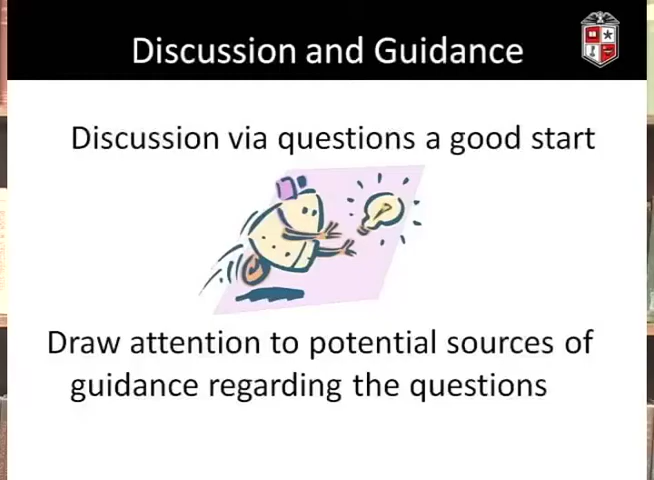 Discussion and Guidance
Discussion via questions a good start
Draw attention to potential sources of
guidance regarding the questions